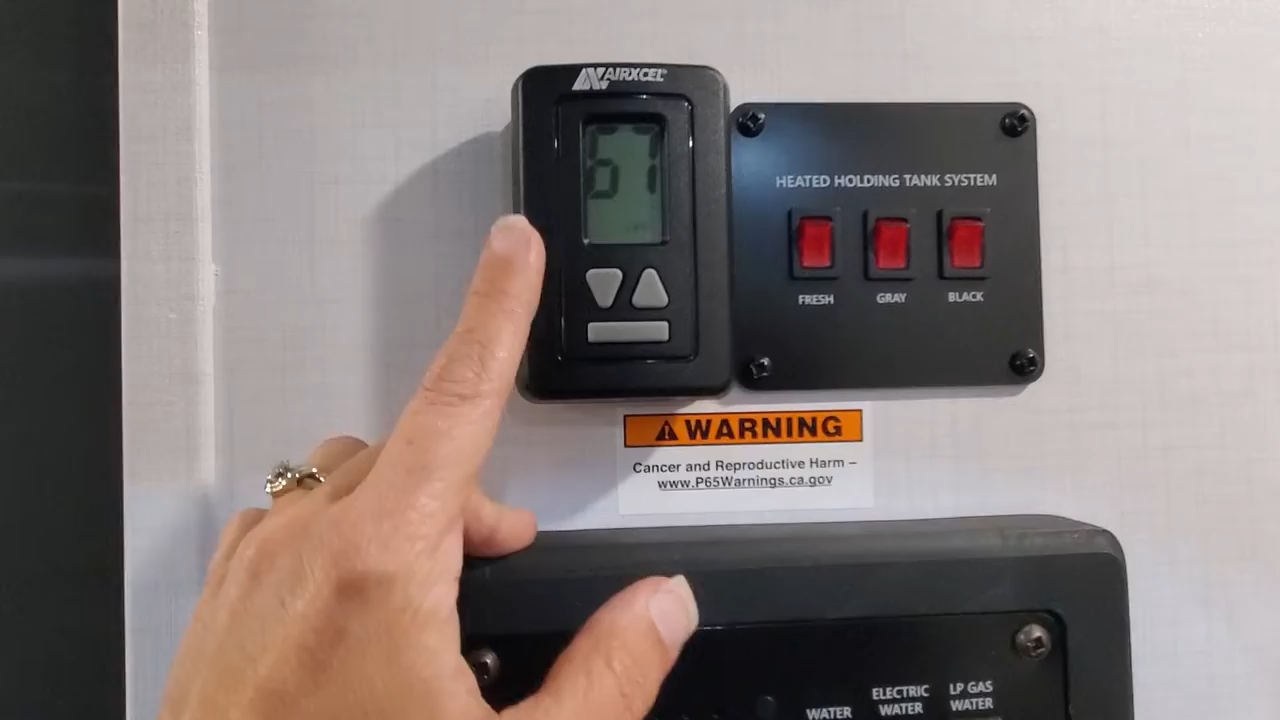 AIRXCEL
67
HEATED HOLDING TANK SYSTEM
FRESH GRAY BLACK
WARNING
Cancer and Reproductive Harm –
www.P65Warnings.ca.gov
WATER
ELECTRIC
WATER
LP GAS
WATER